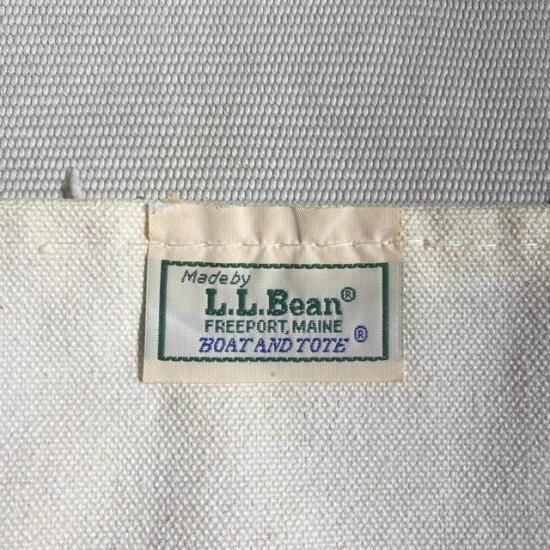 Made by
L.L.Bean®
FREEPORT, MAINE
BOAT AND TOTE ®